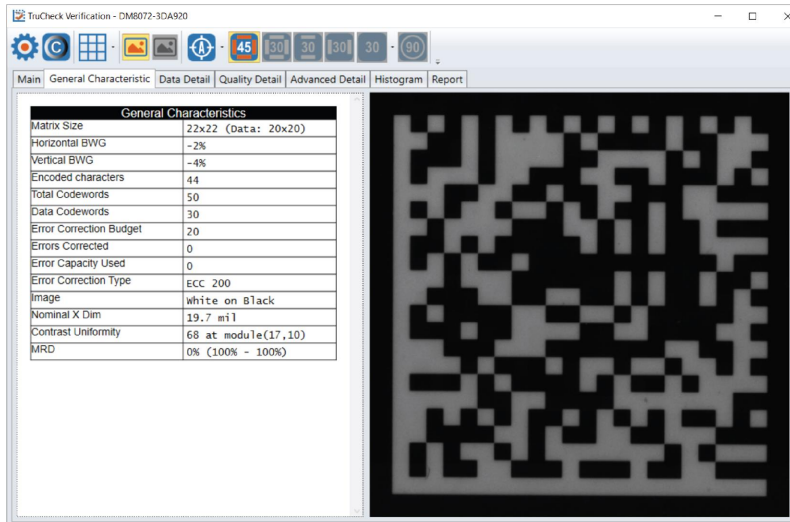 TruCheck Verification - DM8072-3DA920
C A 45 30 30 30 30 90
Main General Characteristic Data Detail Quality Detail Advanced Detail Histogram Report
General Characteristics
Matrix Size 22x22 (Data: 20x20)
Horizontal BWG -2%
Vertical BWG -4%
Encoded characters 44
Total Codewords 50
Data Codewords 30
Error Correction Budget 20
Errors Corrected 0
Error Capacity Used 0
Error Correction Type ECC 200
Image White on Black
Nominal X Dim 19.7 mil
Contrast Uniformity 68 at module(17,10)
MRD 0% (100% - 100%)